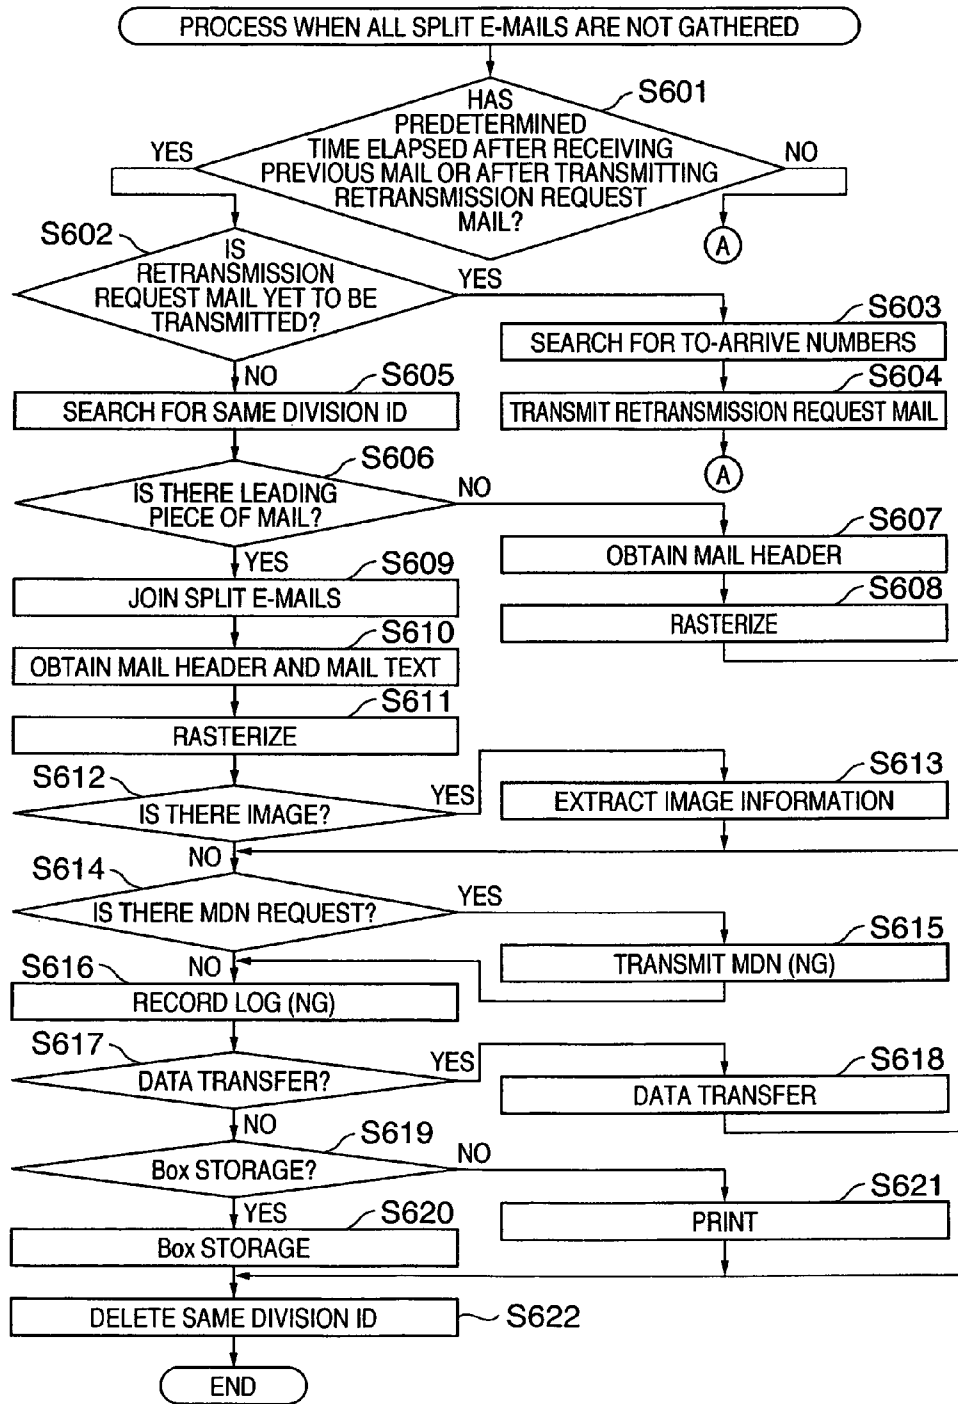 PROCESS WHEN ALL SPLIT E-MAILS ARE NOT GATHERED
S601
HAS
PREDETERMINED
TIME ELAPSED AFTER RECEIVING
PREVIOUS MAIL OR AFTER TRANSMITTING
RETRANSMISSION REQUEST
MAIL?
YES
NO
A
S602
IS
RETRANSMISSION
REQUEST MAIL YET TO BE
TRANSMITTED?
YES
NO
S603
SEARCH FOR TO-ARRIVE NUMBERS
S604
TRANSMIT RETRANSMISSION REQUEST MAIL
A
S605
SEARCH FOR SAME DIVISION ID
S606
IS THERE LEADING
PIECE OF MAIL?
NO
YES
S607
OBTAIN MAIL HEADER
S608
RASTERIZE
S609
JOIN SPLIT E-MAILS
S610
OBTAIN MAIL HEADER AND MAIL TEXT
S611
RASTERIZE
S612
IS THERE IMAGE?
YES
NO
S613
EXTRACT IMAGE INFORMATION
S614
IS THERE MDN REQUEST?
YES
NO
S615
TRANSMIT MDN (NG)
S616
RECORD LOG (NG)
S617
DATA TRANSFER?
YES
NO
S618
DATA TRANSFER
S619
Box STORAGE?
NO
YES
S620
Box STORAGE
S621
PRINT
DELETE SAME DIVISION ID
S622
END